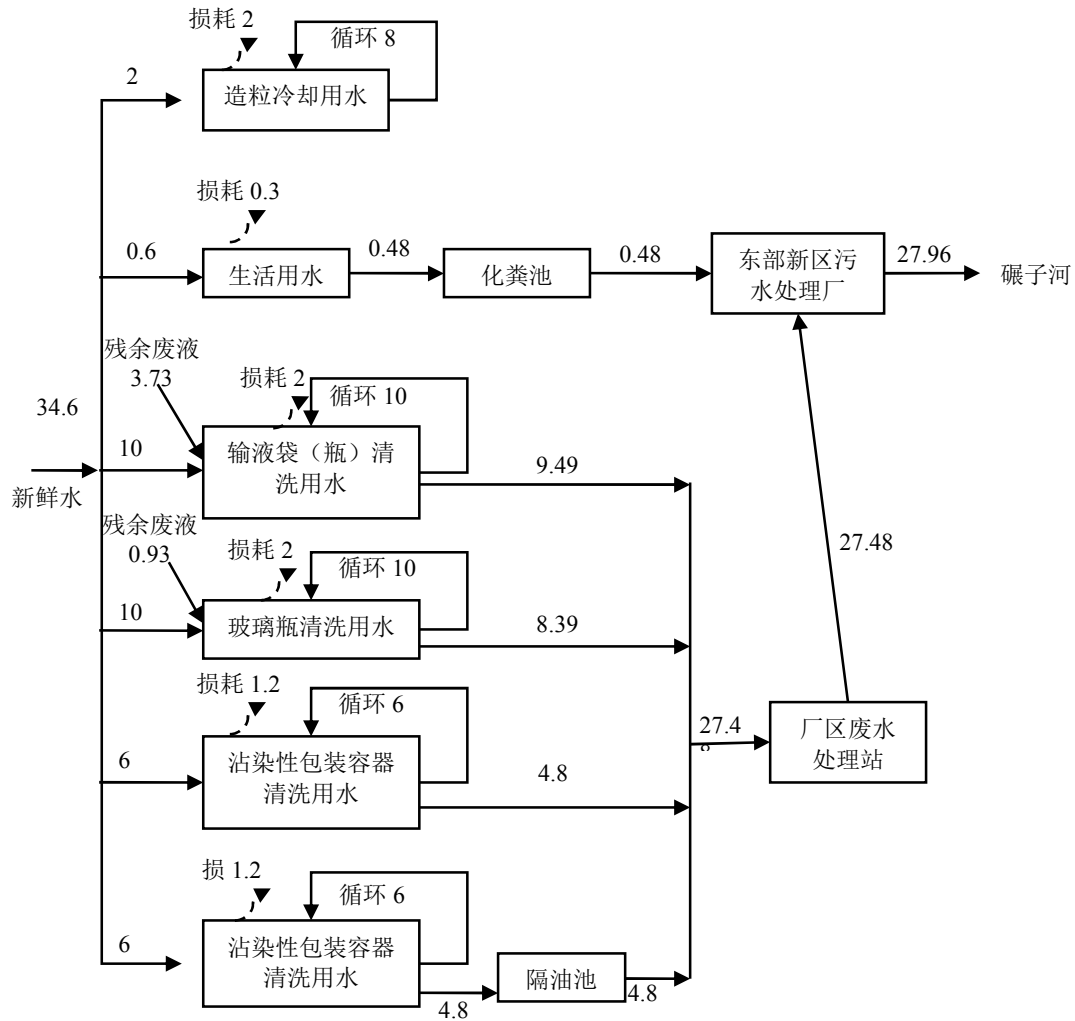 损耗 2
循环 8
2
造粒冷却用水
损耗 0.3
0.6
生活用水
0.48
化粪池
0.48
东部新区污
水处理厂
27.96
碾子河
残余废液
3.73
损耗 2
循环 10
34.6
10
输液袋（瓶）清
洗用水
9.49
新鲜水
残余废液
0.93
损耗 2
循环 10
27.48
10
玻璃瓶清洗用水
8.39
损耗 1.2
循环 6
27.4
厂区废水
处理站
6
沾染性包装容器
清洗用水
4.8
损 1.2
循环 6
6
沾染性包装容器
清洗用水
隔油池
4.8
4.8